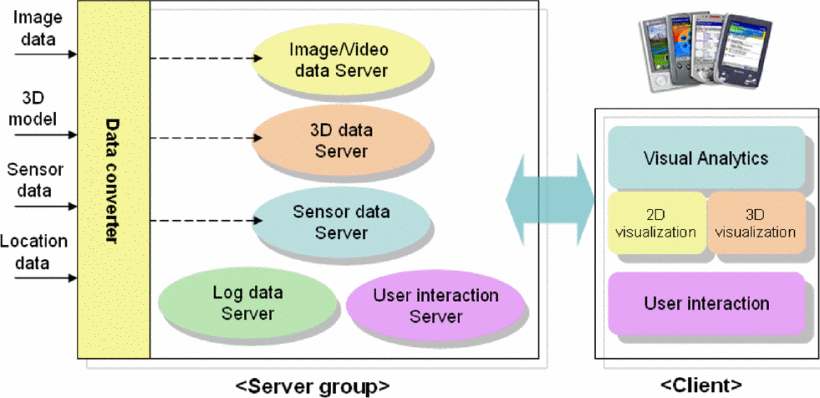 Image
data
3D
model
Sensor
data
Location
data
Data converter
Image/Video
data Server
3D data
Server
Sensor data
Server
Log data
Server
User interaction
Server
<Server group>
Visual Analytics
2D
visualization
3D
visualization
User interaction
<Client>